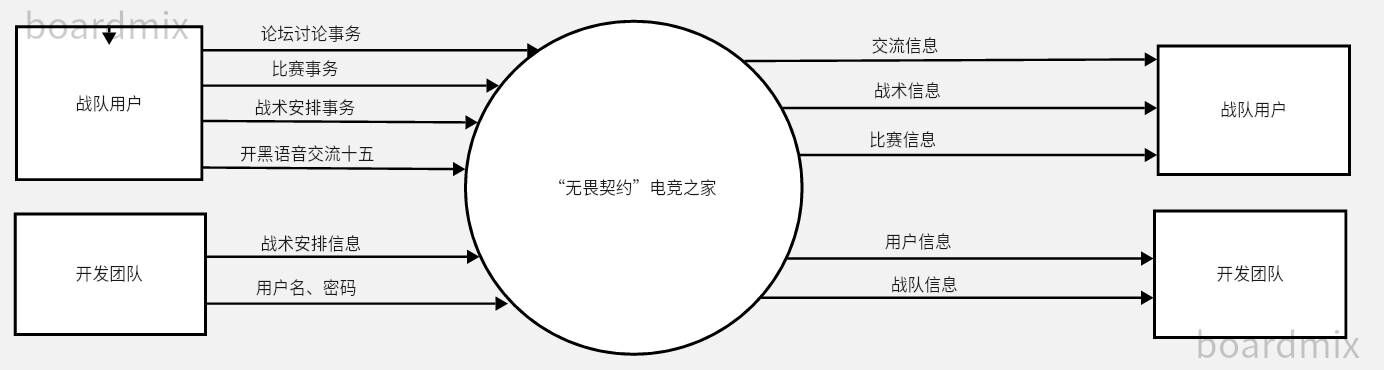 boardmix
论坛讨论事务
交流信息
比赛事务
战术信息
战队用户
战术安排事务
战队用户
比赛信息
开黑语音交流十五
“无畏契约”电竞之家
战术安排信息
用户信息
开发团队
开发团队
用户名、密码
战队信息
boardmix